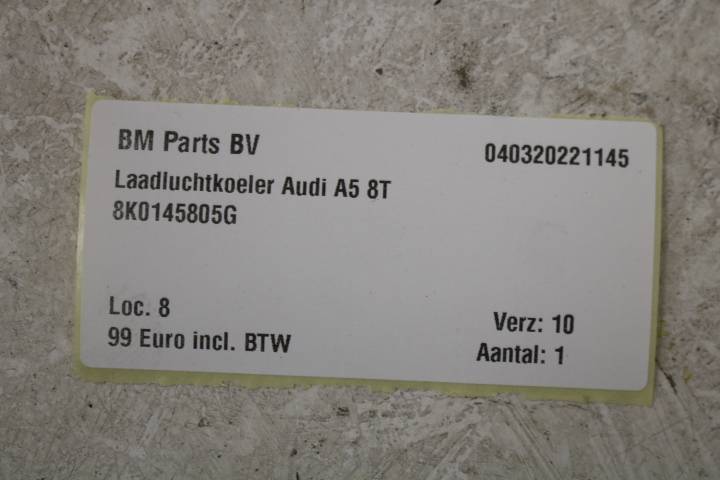 BM Parts BV 040320221145
Laadluchtkoeler Audi A5 8T
8K0145805G
Loc. 8 Verz: 10
99 Euro incl. BTW Aantal: 1